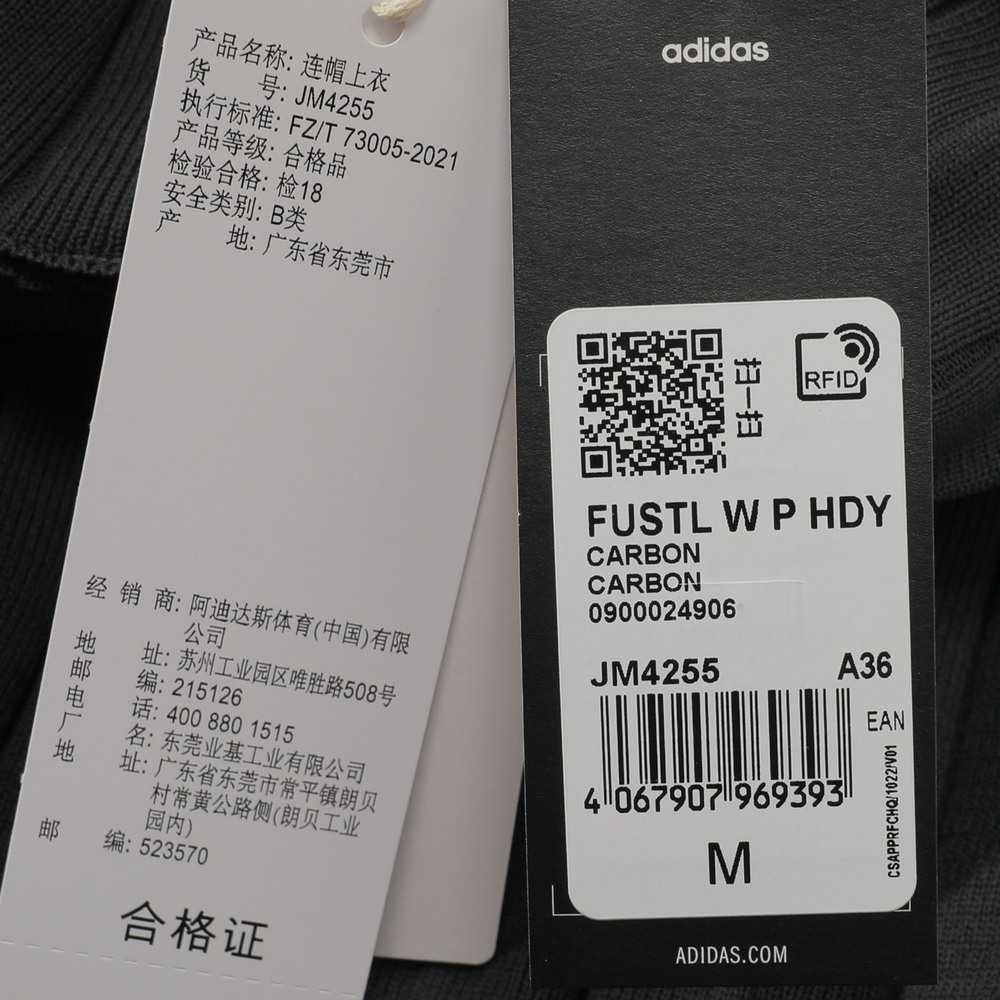 产品名称: 连帽上衣
货 号: JM4255
执行标准: FZ/T 73005-2021
产品等级: 合格品
检验合格: 检18
安全类别: B类
产 地: 广东省东莞市
经 销 商: 阿迪达斯体育(中国)有限
公司
地 址: 苏州工业园区唯胜路508号
邮 编: 215126
电 话: 400 880 1515
厂 名: 东莞业基工业有限公司
地 址: 广东省东莞市常平镇朗贝
村常黄公路侧(朗贝工业
园内)
邮 编: 523570
合格证
adidas
扫一扫
RFID
FUSTL W P HDY
CARBON
CARBON
0900024906
JM4255 A36
EAN
4 067907 969393
CSAPPRFCHQ/1022/V01
M
ADIDAS.COM